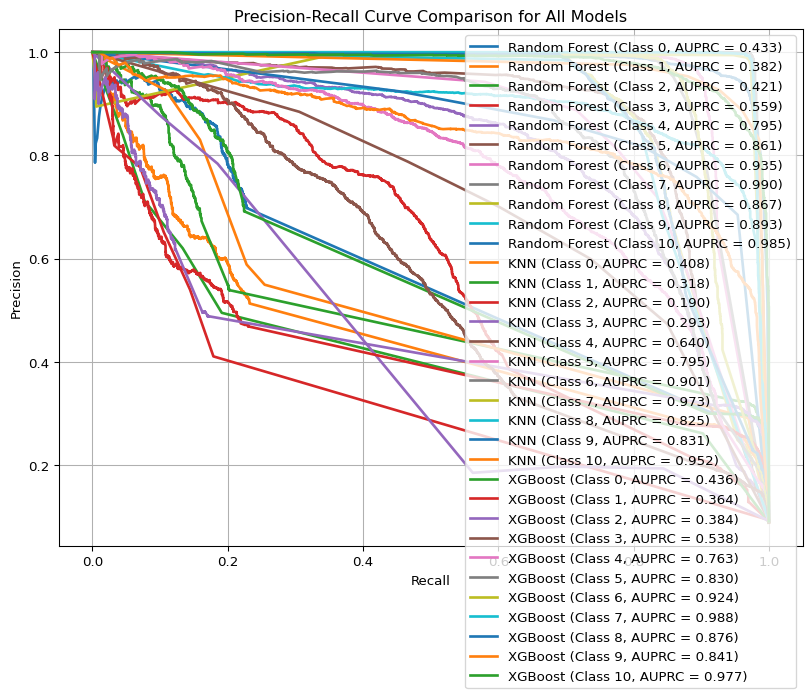 Precision-Recall Curve Comparison for All Models
1.0
0.8
0.6
0.4
0.2
Precision
0.0
0.2
0.4
0.6
0.8
1.0
Recall
Random Forest (Class 0, AUPRC = 0.433)
Random Forest (Class 1, AUPRC = 0.382)
Random Forest (Class 2, AUPRC = 0.421)
Random Forest (Class 3, AUPRC = 0.559)
Random Forest (Class 4, AUPRC = 0.795)
Random Forest (Class 5, AUPRC = 0.861)
Random Forest (Class 6, AUPRC = 0.935)
Random Forest (Class 7, AUPRC = 0.990)
Random Forest (Class 8, AUPRC = 0.867)
Random Forest (Class 9, AUPRC = 0.893)
Random Forest (Class 10, AUPRC = 0.985)
KNN (Class 0, AUPRC = 0.408)
KNN (Class 1, AUPRC = 0.318)
KNN (Class 2, AUPRC = 0.190)
KNN (Class 3, AUPRC = 0.293)
KNN (Class 4, AUPRC = 0.640)
KNN (Class 5, AUPRC = 0.795)
KNN (Class 6, AUPRC = 0.901)
KNN (Class 7, AUPRC = 0.973)
KNN (Class 8, AUPRC = 0.825)
KNN (Class 9, AUPRC = 0.831)
KNN (Class 10, AUPRC = 0.952)
XGBoost (Class 0, AUPRC = 0.436)
XGBoost (Class 1, AUPRC = 0.364)
XGBoost (Class 2, AUPRC = 0.384)
XGBoost (Class 3, AUPRC = 0.538)
XGBoost (Class 4, AUPRC = 0.763)
XGBoost (Class 5, AUPRC = 0.830)
XGBoost (Class 6, AUPRC = 0.924)
XGBoost (Class 7, AUPRC = 0.988)
XGBoost (Class 8, AUPRC = 0.876)
XGBoost (Class 9, AUPRC = 0.841)
XGBoost (Class 10, AUPRC = 0.977)